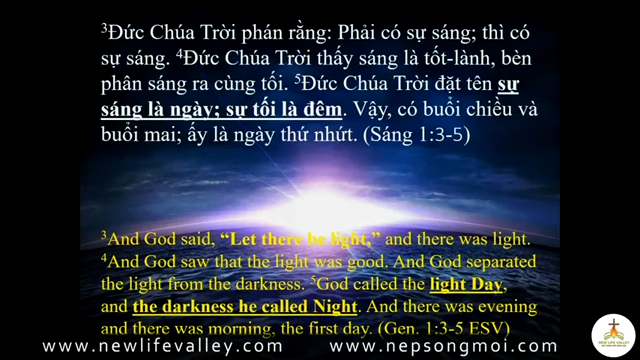 ³Đức Chúa Trời phán rằng: Phải có sự sáng; thì có
sự sáng. ⁴Đức Chúa Trời thấy sáng là tốt-lành, bèn
phân sáng ra cùng tối. ⁵Đức Chúa Trời đặt tên sự
sáng là ngày; sự tối là đêm. Vậy, có buổi chiều và
buổi mai; ấy là ngày thứ nhứt. (Sáng 1:3-5)
³And God said, “Let there be light,” and there was light.
⁴And God saw that the light was good. And God separated
the light from the darkness. ⁵God called the light Day,
and the darkness he called Night. And there was evening
and there was morning, the first day. (Gen. 1:3-5 ESV)
www.newlifevalley.com www.nepsongmoi.com
NEW LIFE VALLEY